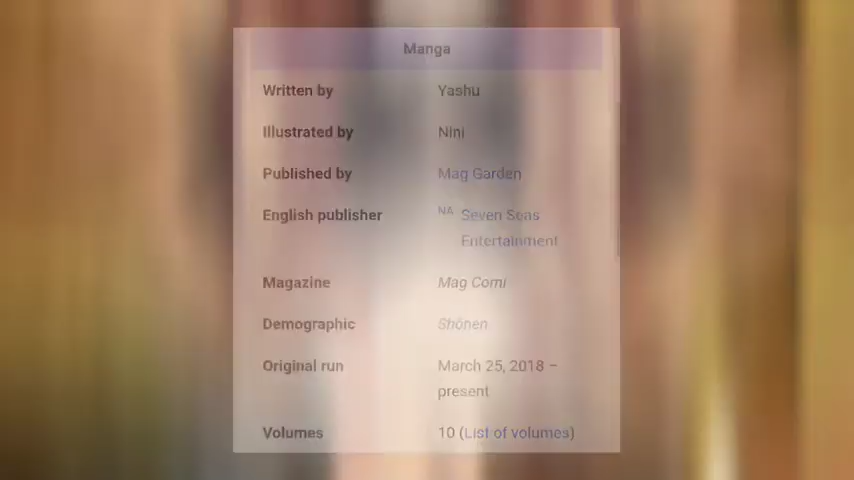 Manga
Written by Yashu
Illustrated by Nini
Published by Mag Garden
English publisher NA Seven Seas
Entertainment
Magazine Mag Comi
Demographic Shōnen
Original run March 25, 2018 –
present
Volumes 10 (List of volumes)